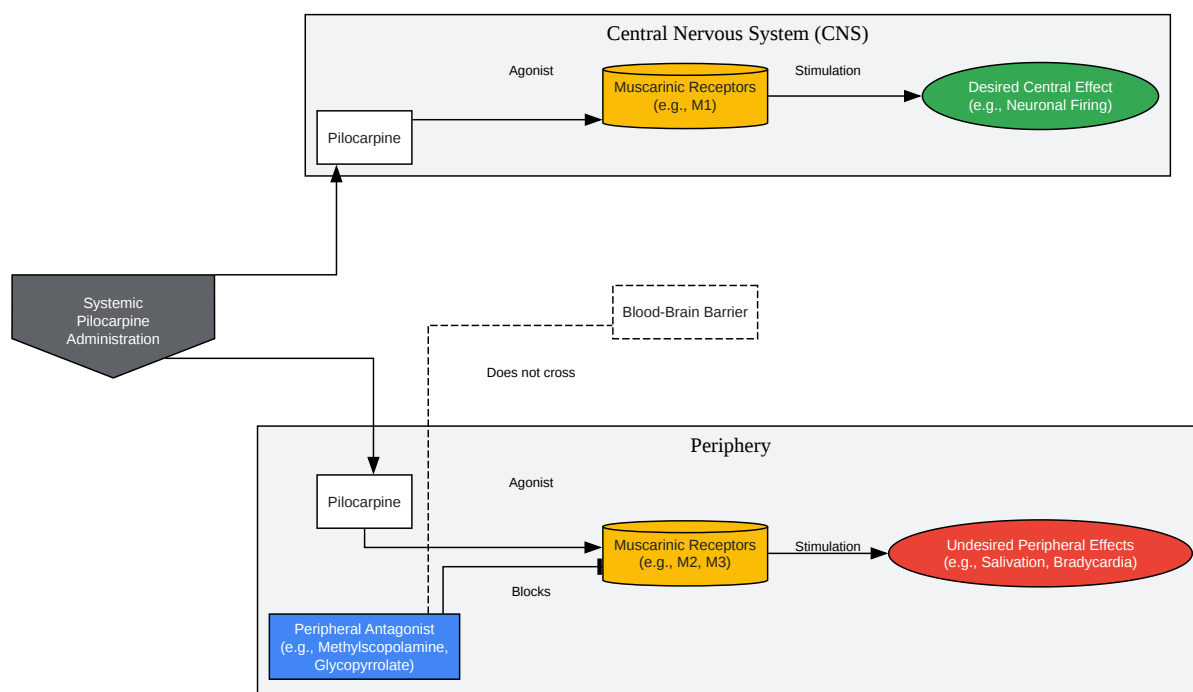 Central Nervous System (CNS)
Agonist
Stimulation
Muscarinic Receptors
(e.g., M1)
Desired Central Effect
(e.g., Neuronal Firing)
Pilocarpine
Systemic
Pilocarpine
Administration
Blood-Brain Barrier
Does not cross
Periphery
Pilocarpine
Agonist
Muscarinic Receptors
(e.g., M2, M3)
Stimulation
Undesired Peripheral Effects
(e.g., Salivation, Bradycardia)
Blocks
Peripheral Antagonist
(e.g., Methylscopolamine,
Glycopyrrolate)